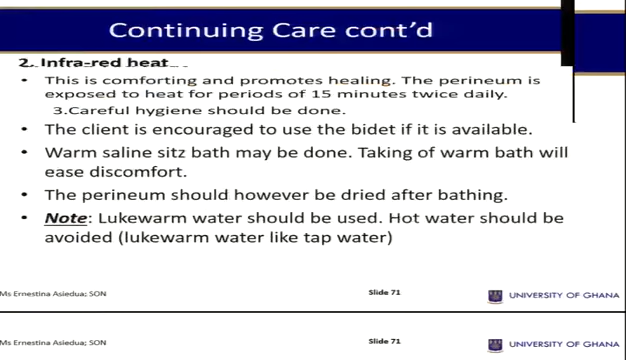 Continuing Care cont’d
2. Infra-red heat
• This is comforting and promotes healing. The perineum is
exposed to heat for periods of 15 minutes twice daily.
3.Careful hygiene should be done.
• The client is encouraged to use the bidet if it is available.
• Warm saline sitz bath may be done. Taking of warm bath will
ease discomfort.
• The perineum should however be dried after bathing.
• Note: Lukewarm water should be used. Hot water should be
avoided (lukewarm water like tap water)
Ms Ernestina Asiedua; SON Slide 71 UNIVERSITY OF GHANA
Ms Ernestina Asiedua; SON Slide 71 UNIVERSITY OF GHANA